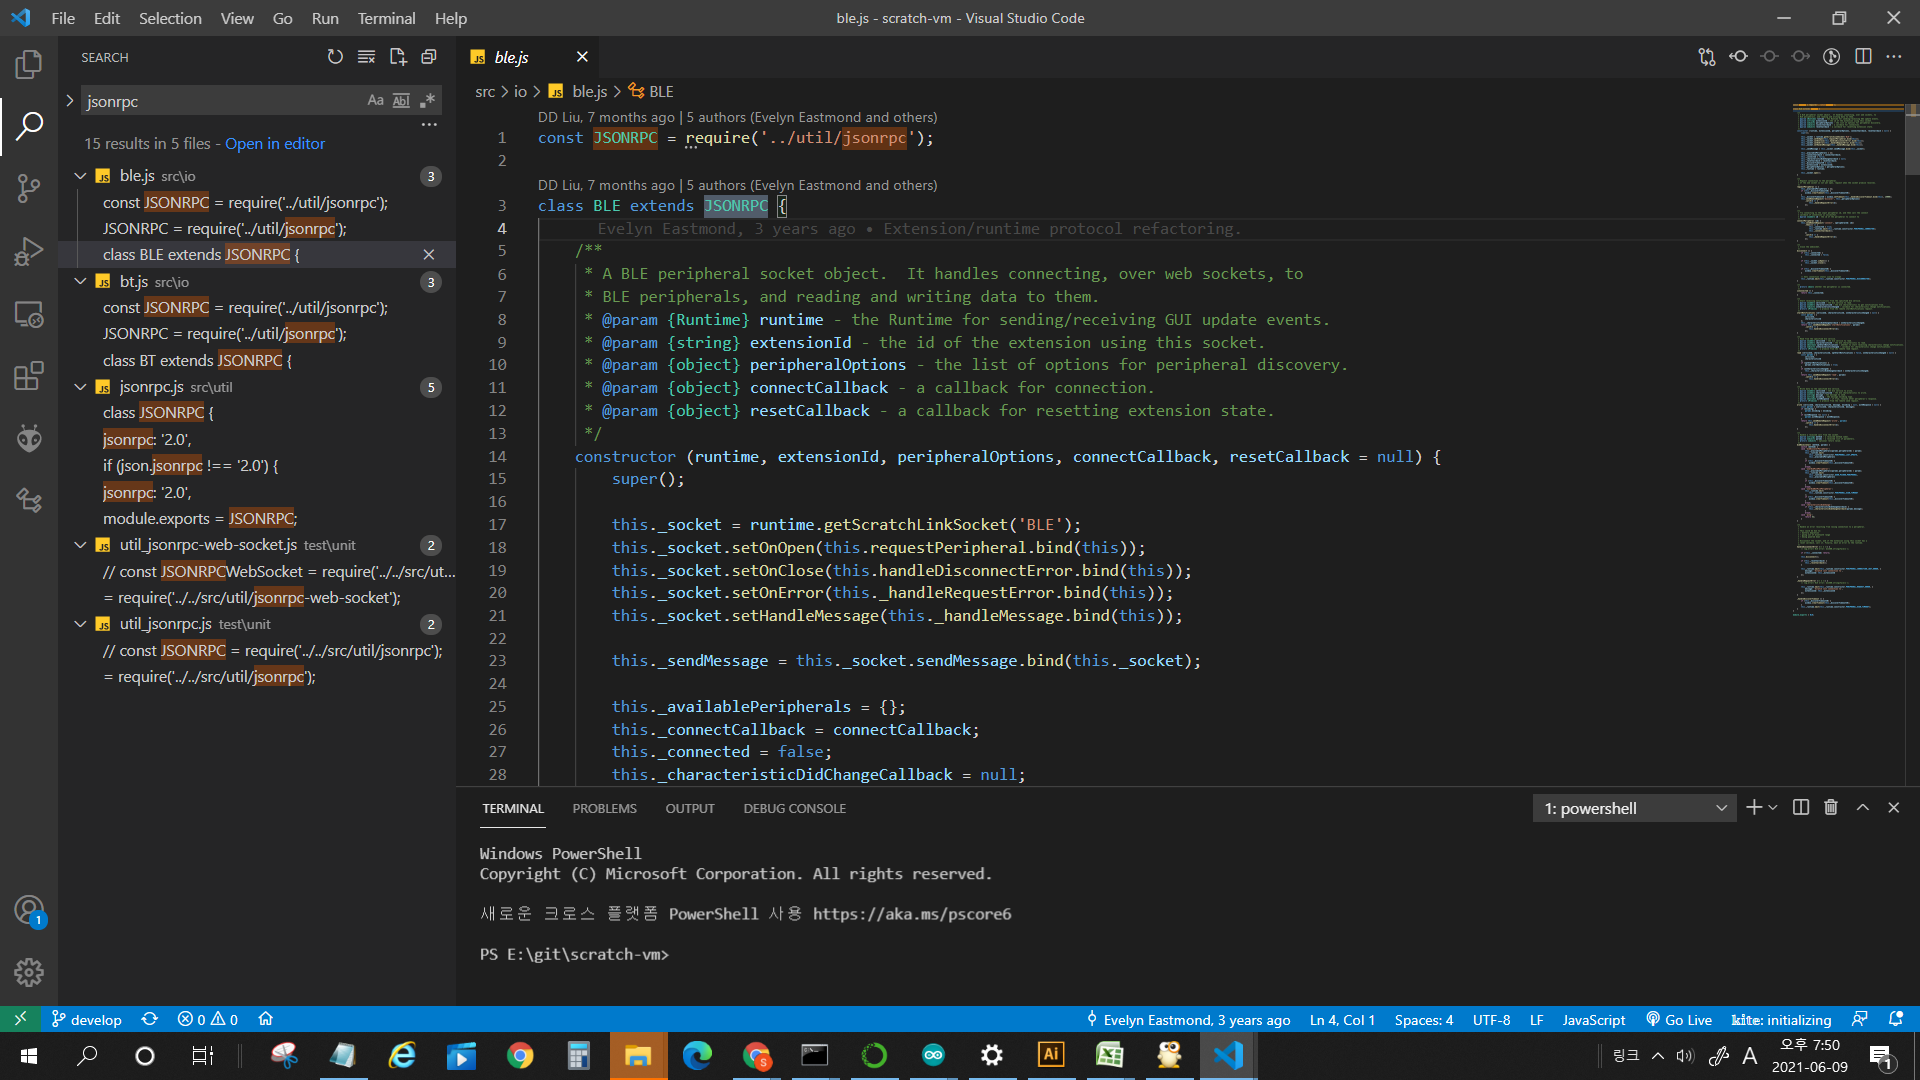 File Edit Selection View Go Run Terminal Help
ble.js - scratch-vm - Visual Studio Code
SEARCH
jsonrpc
Aa Abl .*
15 results in 5 files - Open in editor
ble.js src\io 3
const JSONRPC = require('../util/jsonrpc');
JSONRPC = require('../util/jsonrpc');
class BLE extends JSONRPC {
bt.js src\io 3
const JSONRPC = require('../util/jsonrpc');
JSONRPC = require('../util/jsonrpc');
class BT extends JSONRPC {
jsonrpc.js src\util 5
class JSONRPC {
jsonrpc: '2.0',
if (json.jsonrpc !== '2.0') {
jsonrpc: '2.0',
module.exports = JSONRPC;
util_jsonrpc-web-socket.js test\unit 2
// const JSONRPCWebSocket = require('../../src/ut...
= require('../../src/util/jsonrpc-web-socket');
util_jsonrpc.js test\unit 2
// const JSONRPC = require('../../src/util/jsonrpc');
= require('../../src/util/jsonrpc');
1
JS ble.js
src > io > JS ble.js > BLE
DD Liu, 7 months ago | 5 authors (Evelyn Eastmond and others)
1 const JSONRPC = require('../util/jsonrpc');
2
DD Liu, 7 months ago | 5 authors (Evelyn Eastmond and others)
3 class BLE extends JSONRPC {
4 Evelyn Eastmond, 3 years ago • Extension/runtime protocol refactoring.
5 /**
6 * A BLE peripheral socket object.  It handles connecting, over web sockets, to
7 * BLE peripherals, and reading and writing data to them.
8 * @param {Runtime} runtime - the Runtime for sending/receiving GUI update events.
9 * @param {string} extensionId - the id of the extension using this socket.
10 * @param {object} peripheralOptions - the list of options for peripheral discovery.
11 * @param {object} connectCallback - a callback for connection.
12 * @param {object} resetCallback - a callback for resetting extension state.
13 */
14 constructor (runtime, extensionId, peripheralOptions, connectCallback, resetCallback = null) {
15 super();
16
17 this._socket = runtime.getScratchLinkSocket('BLE');
18 this._socket.setOnOpen(this.requestPeripheral.bind(this));
19 this._socket.setOnClose(this.handleDisconnectError.bind(this));
20 this._socket.setOnError(this._handleRequestError.bind(this));
21 this._socket.setHandleMessage(this._handleMessage.bind(this));
22
23 this._sendMessage = this._socket.sendMessage.bind(this._socket);
24
25 this._availablePeripherals = {};
26 this._connectCallback = connectCallback;
27 this._connected = false;
28 this._characteristicDidChangeCallback = null;
TERMINAL PROBLEMS OUTPUT DEBUG CONSOLE
1: powershell
Windows PowerShell
Copyright (C) Microsoft Corporation. All rights reserved.
새로운 크로스 플랫폼 PowerShell 사용 https://aka.ms/pscore6
PS E:\git\scratch-vm>
develop 0 0
Evelyn Eastmond, 3 years ago Ln 4, Col 1 Spaces: 4 UTF-8 LF JavaScript Go Live kite: initializing
Ai
링크 A 오후 7:50
2021-06-09
1